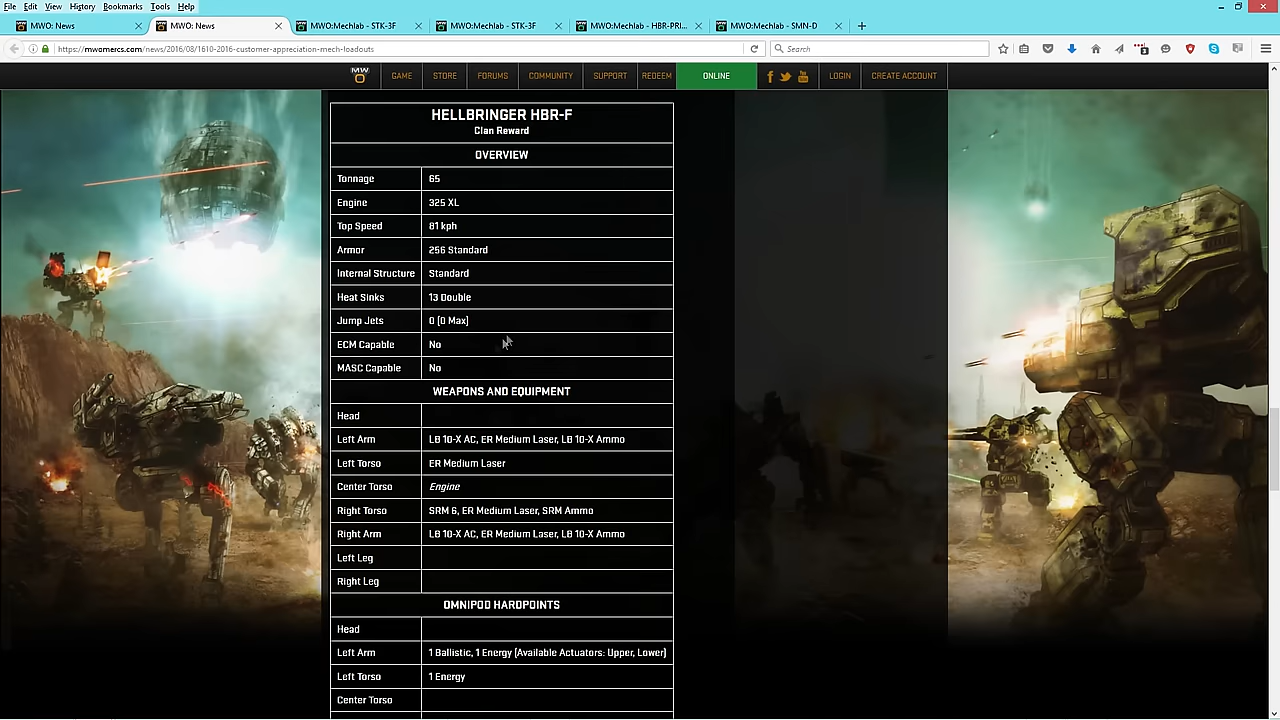 File Edit View History Bookmarks Tools Help
MWO: News
MWO: News
MWO:Mechlab - STK-3F
MWO:Mechlab - STK-3F
MWO:Mechlab - HBR-PRI...
MWO:Mechlab - SMN-D
https://mwomercs.com/news/2016/08/1610-2016-customer-appreciation-mech-loadouts
Search
MW
GAME STORE FORUMS COMMUNITY SUPPORT REDEEM ONLINE LOGIN CREATE ACCOUNT
HELLBRINGER HBR-F
Clan Reward
OVERVIEW
Tonnage 65
Engine 325 XL
Top Speed 81 kph
Armor 256 Standard
Internal Structure Standard
Heat Sinks 13 Double
Jump Jets 0 [0 Max]
ECM Capable No
MASC Capable No
WEAPONS AND EQUIPMENT
Head
Left Arm LB 10-X AC, ER Medium Laser, LB 10-X Ammo
Left Torso ER Medium Laser
Center Torso Engine
Right Torso SRM 6, ER Medium Laser, SRM Ammo
Right Arm LB 10-X AC, ER Medium Laser, LB 10-X Ammo
Left Leg
Right Leg
OMNIPOD HARDPOINTS
Head
Left Arm 1 Ballistic, 1 Energy [Available Actuators: Upper, Lower]
Left Torso 1 Energy
Center Torso